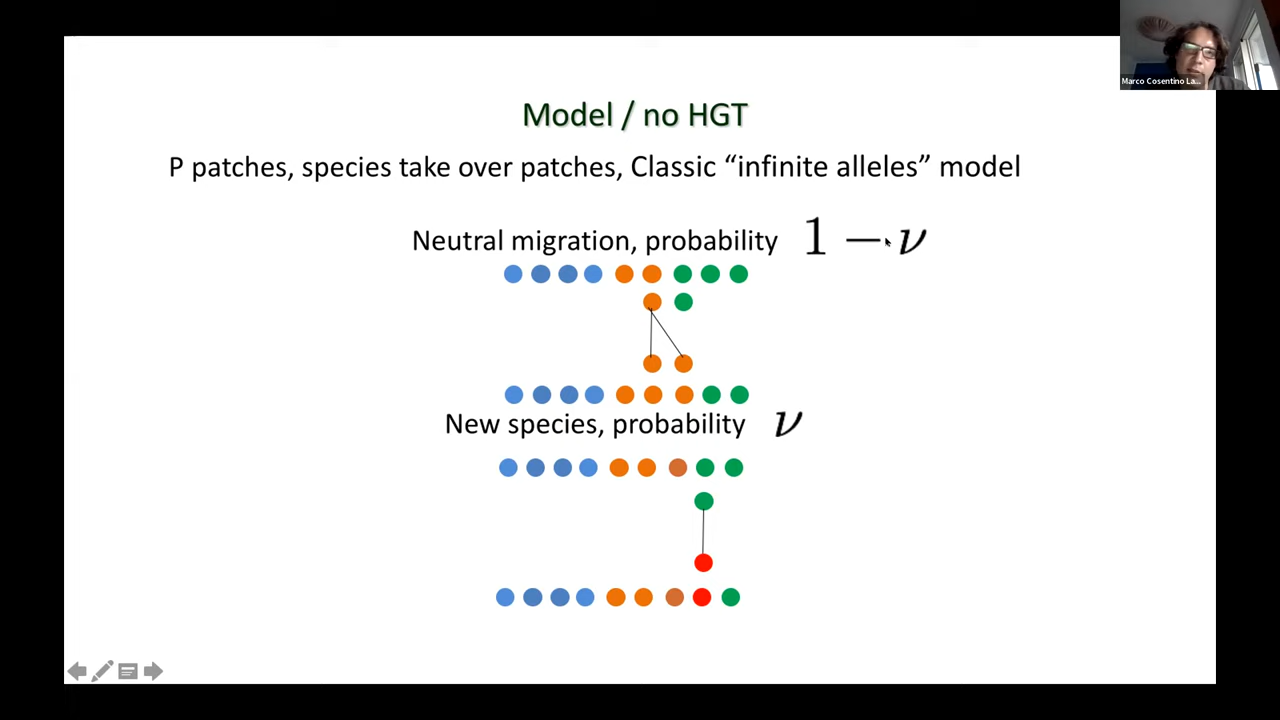 Marco Cosentino La...
Model / no HGT
P patches, species take over patches, Classic “infinite alleles” model
Neutral migration, probability 1 − ν
New species, probability ν